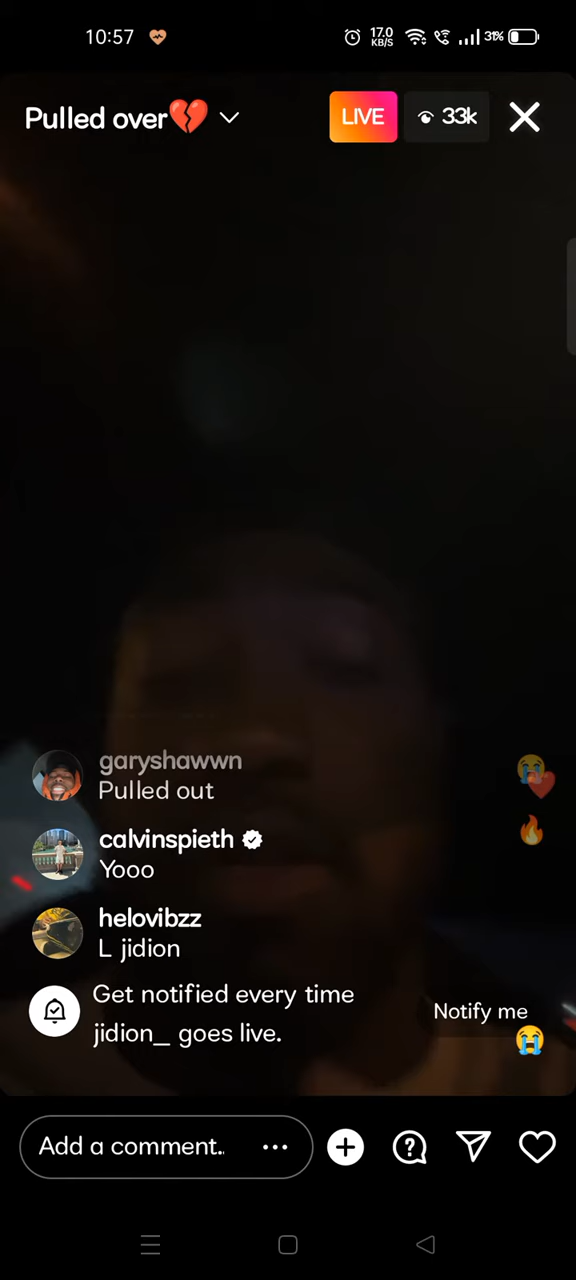 10:57
17.0
KB/S
31%
Pulled over💔
LIVE
33k
garyshawwn
Pulled out
calvinspieth
Yooo
helovibzz
L jidion
Get notified every time
jidion_ goes live.
Notify me
Add a comment..